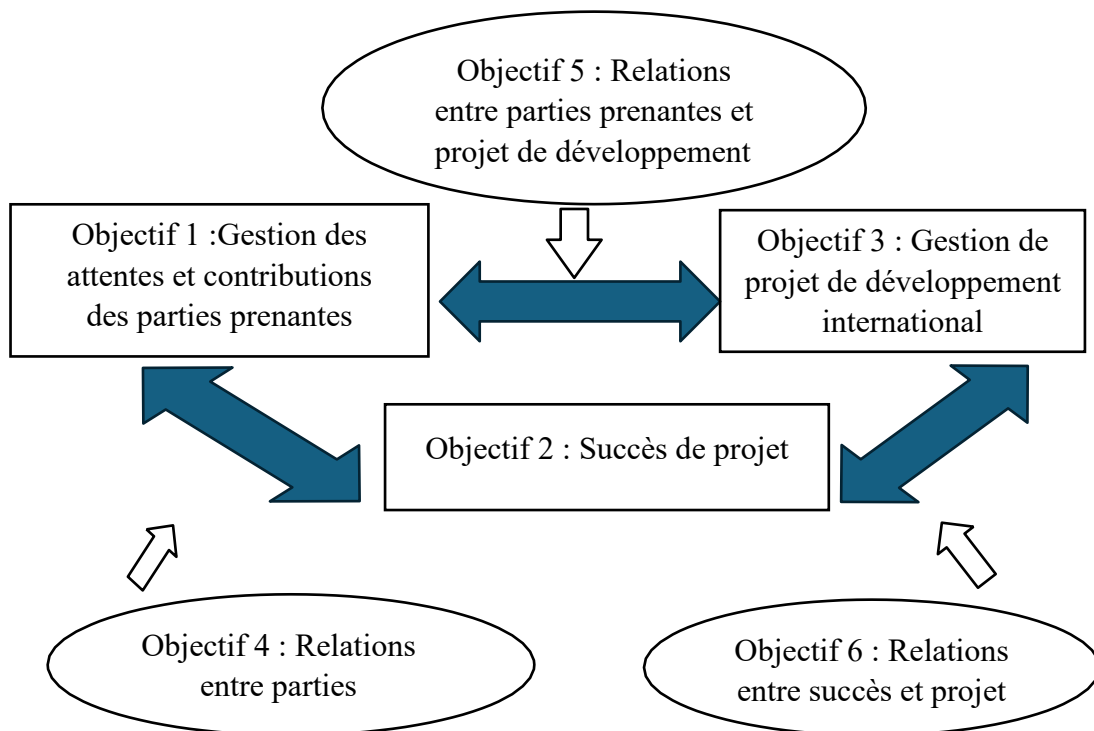 Objectif 5 : Relations
entre parties prenantes et
projet de développement
Objectif 1 :Gestion des
attentes et contributions
des parties prenantes
Objectif 3 : Gestion de
projet de développement
international
Objectif 2 : Succès de projet
Objectif 4 : Relations
entre parties
Objectif 6 : Relations
entre succès et projet